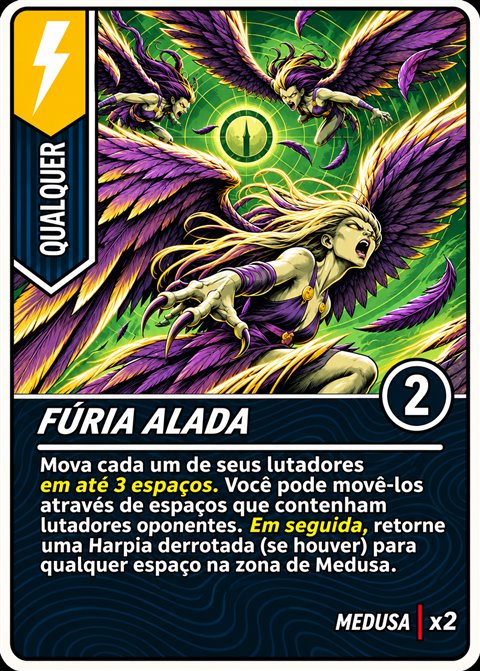 QUALQUER
2
FÚRIA ALADA
Mova cada um de seus lutadores
em até 3 espaços. Você pode movê-los
através de espaços que contenham
lutadores oponentes. Em seguida, retorne
uma Harpia derrotada (se houver) para
qualquer espaço na zona de Medusa.
MEDUSA | x2